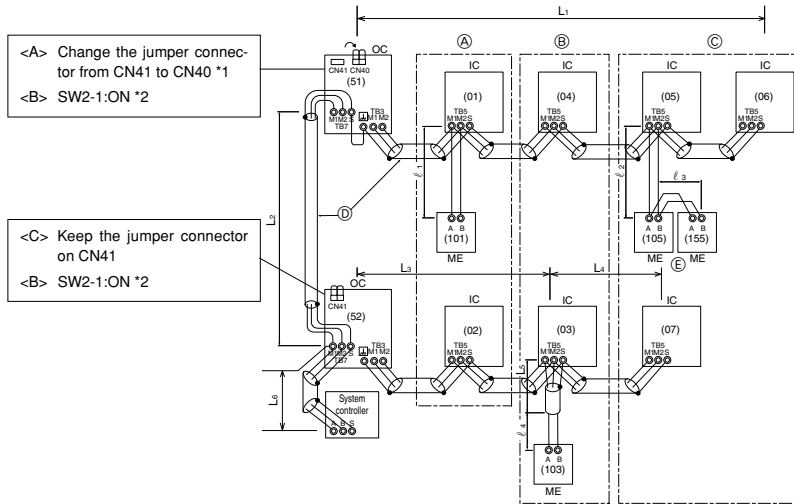 <A> Change the jumper connec-
tor from CN41 to CN40 *1
<B> SW2-1:ON *2
<C> Keep the jumper connector
on CN41
<B> SW2-1:ON *2
L1
A
B
C
OC
CN41 CN40
(51)
M1M2 S
TB7
TB3
M1M2
IC
(01)
TB5
M1M2S
IC
(04)
TB5
M1M2S
IC
(05)
TB5
M1M2S
IC
(06)
TB5
M1M2S
ℓ1
ℓ2
ℓ3
L2
D
A B
(101)
ME
A B
(105)
ME
A B
(155)
ME
E
L3
L4
OC
CN41
(52)
M1M2 S
TB7
TB3
M1M2
IC
(02)
TB5
M1M2S
IC
(03)
TB5
M1M2S
IC
(07)
TB5
M1M2S
L5
ℓ4
L6
System
controller
A B S
A B
(103)
ME